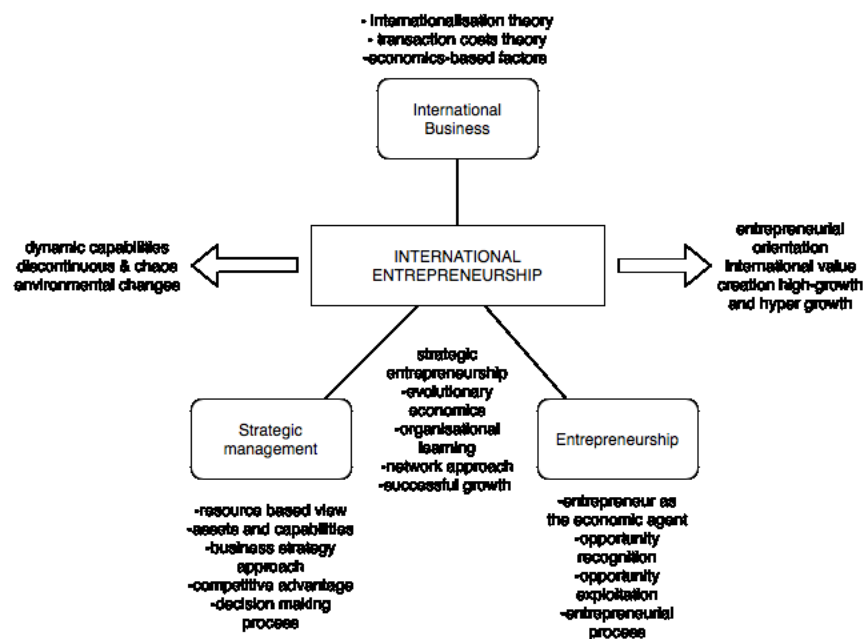 - Internationalisation theory
- transaction costs theory
-economics-based factors
International
Business
dynamic capabilities
discontinuous & chaos
environmental changes
INTERNATIONAL
ENTREPRENEURSHIP
entrepreneurial
orientation
international value
creation high-growth
and hyper growth
strategic
entrepreneurship
-evolutionary
economics
-organisational
learning
-network approach
-successful growth
Strategic
management
Entrepreneurship
-resource based view
-assets and capabilities
-business strategy
approach
-competitive advantage
-decision making
process
-entrepreneur as
the economic agent
-opportunity
recognition
-opportunity
exploitation
-entrepreneurial
process